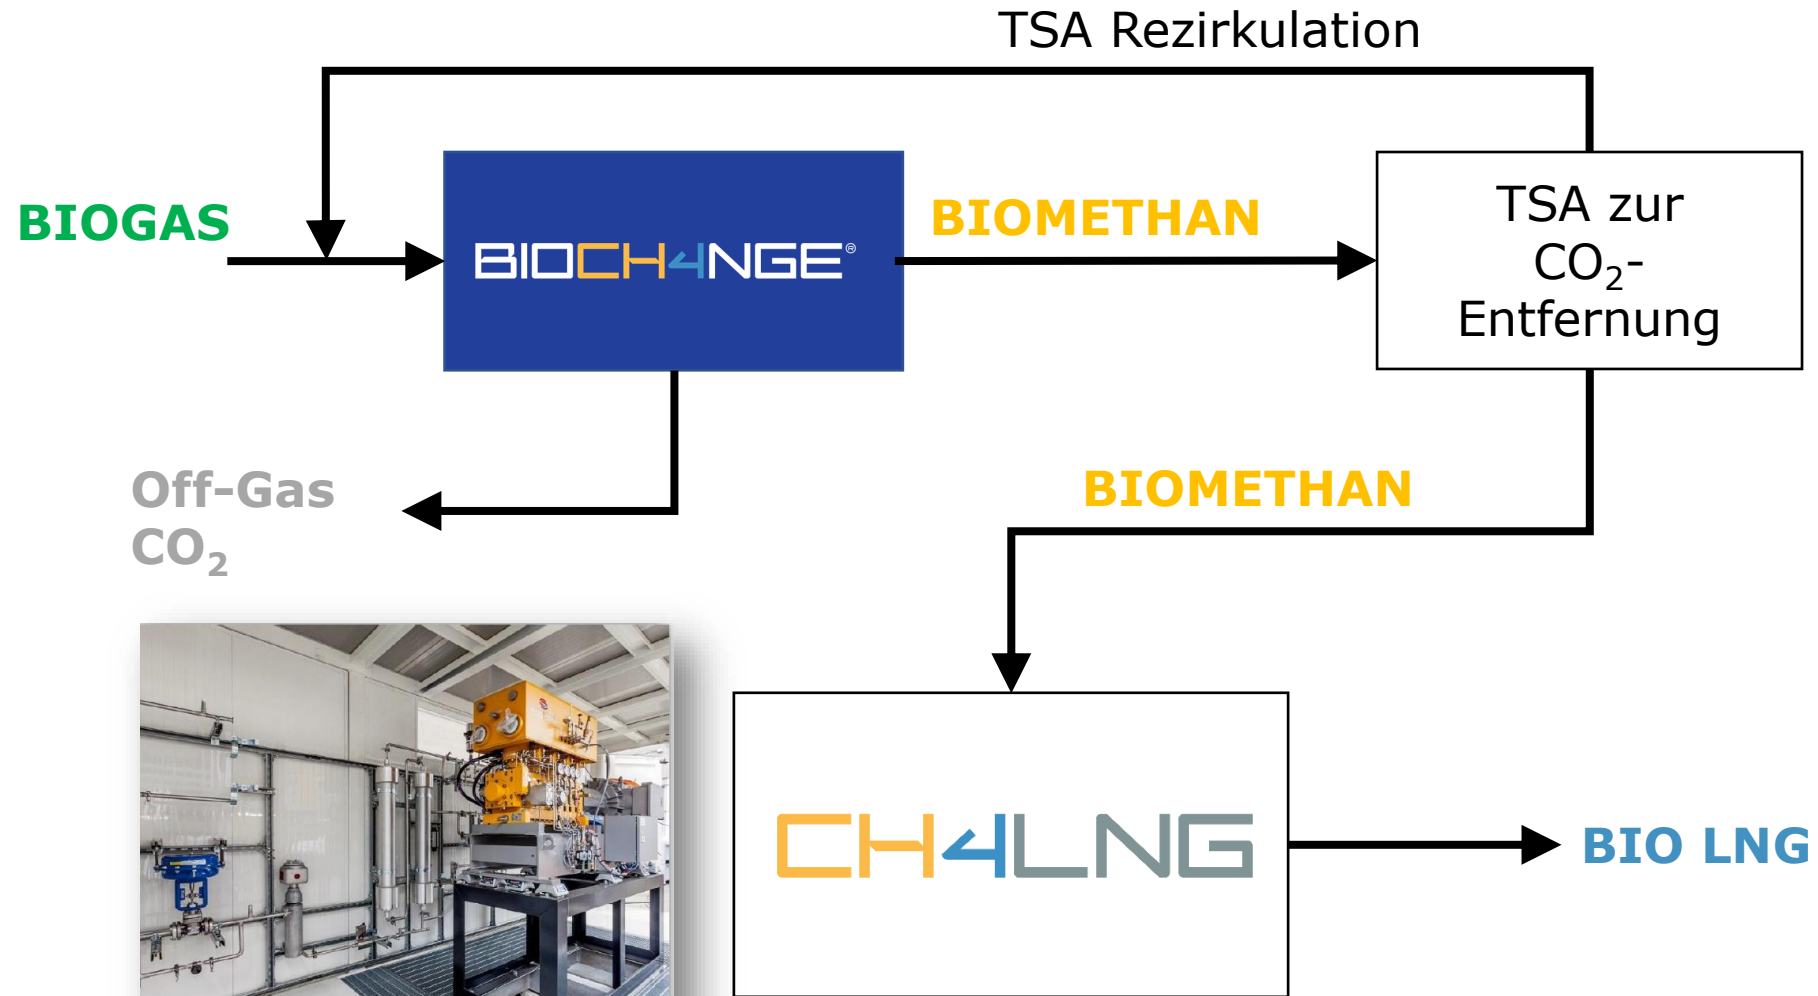 TSA Rezirkulation
BIOGAS
BIOCH4NGE®
BIOMETHAN
TSA zur
CO₂-
Entfernung
Off-Gas
CO₂
BIOMETHAN
CH4LNG
BIO LNG